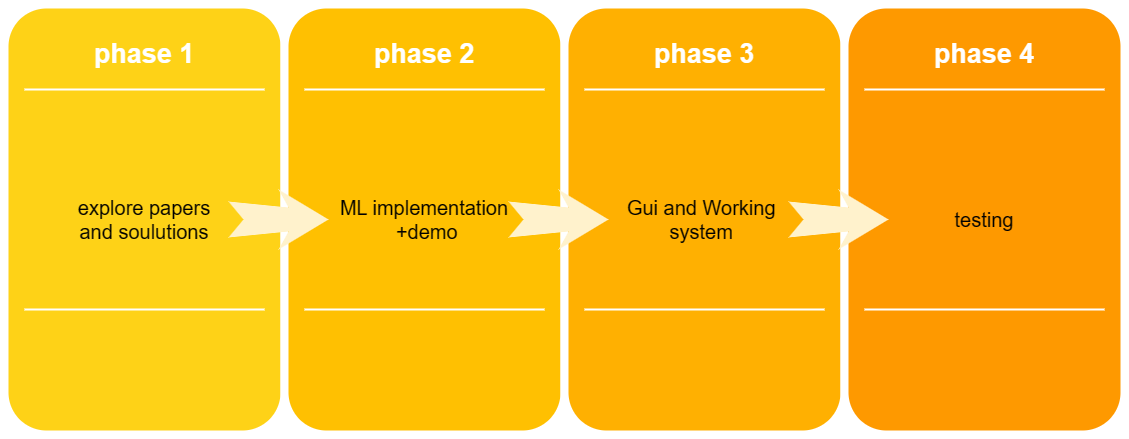 phase 1
explore papers
and soulutions
phase 2
ML implementation
+demo
phase 3
Gui and Working
system
phase 4
testing